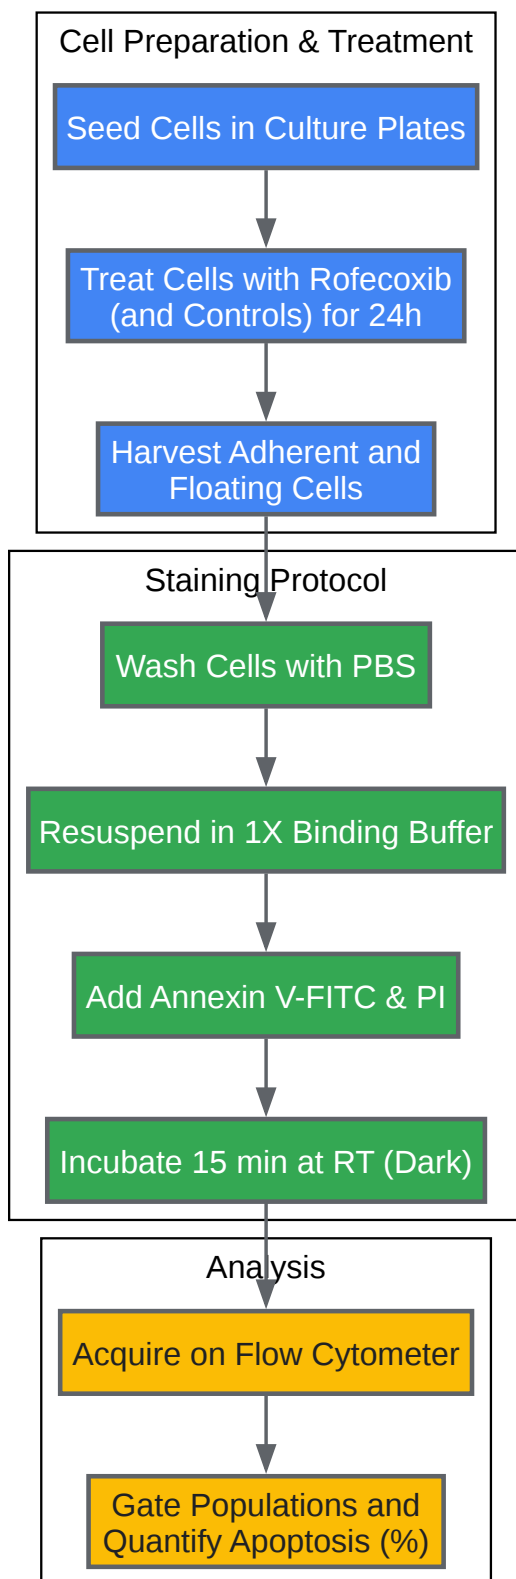 Cell Preparation & Treatment
Seed Cells in Culture Plates
Treat Cells with Rofecoxib
(and Controls) for 24h
Harvest Adherent and
Floating Cells
Staining Protocol
Wash Cells with PBS
Resuspend in 1X Binding Buffer
Add Annexin V-FITC & PI
Incubate 15 min at RT (Dark)
Analysis
Acquire on Flow Cytometer
Gate Populations and
Quantify Apoptosis (%)